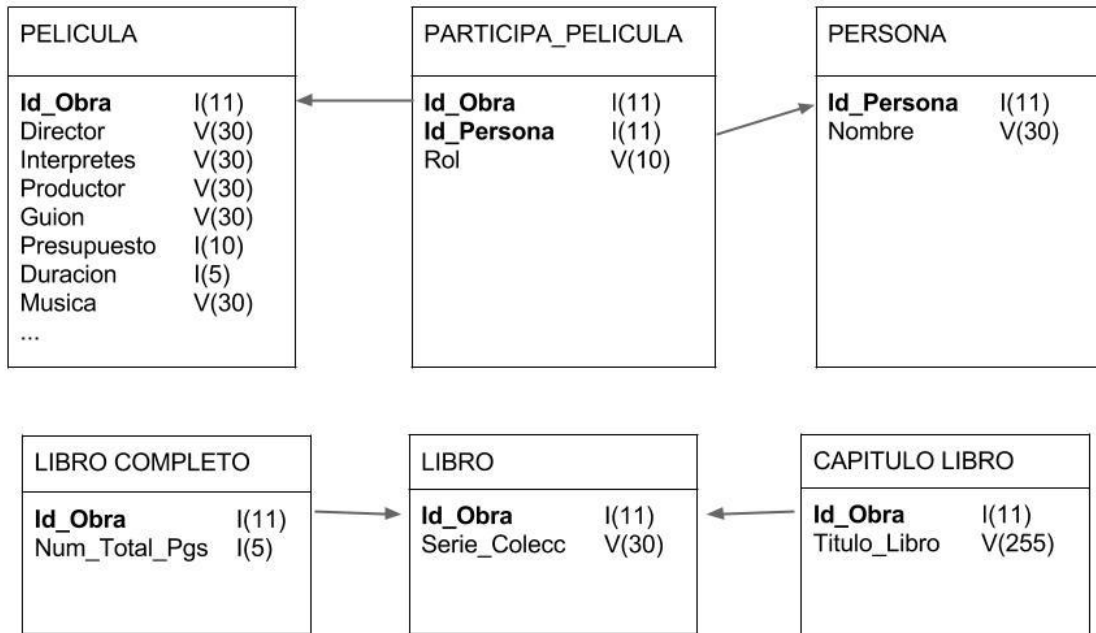 PELICULA
Id_Obra I(11)
Director V(30)
Interpretes V(30)
Productor V(30)
Guion V(30)
Presupuesto I(10)
Duracion I(5)
Musica V(30)
...
PARTICIPA_PELICULA
Id_Obra I(11)
Id_Persona I(11)
Rol V(10)
PERSONA
Id_Persona I(11)
Nombre V(30)
LIBRO COMPLETO
Id_Obra I(11)
Num_Total_Pgs I(5)
LIBRO
Id_Obra I(11)
Serie_Colecc V(30)
CAPITULO LIBRO
Id_Obra I(11)
Titulo_Libro V(255)